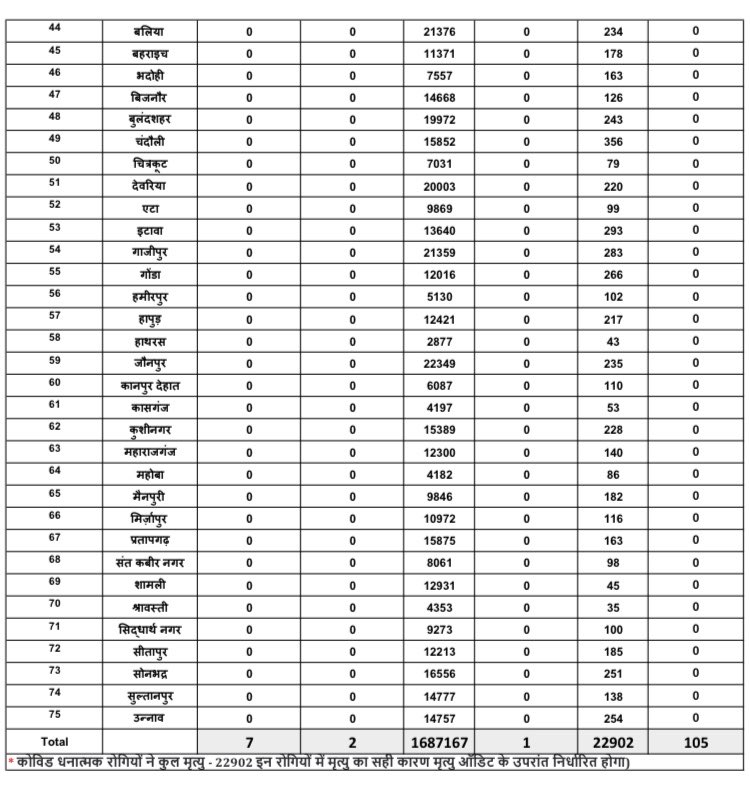 44 बलिया 0 0 21376 0 234 0
45 बहराइच 0 0 11371 0 178 0
46 भदोही 0 0 7557 0 163 0
47 बिजनौर 0 0 14668 0 126 0
48 बुलंदशहर 0 0 19972 0 243 0
49 चंदौली 0 0 15852 0 356 0
50 चित्रकूट 0 0 7031 0 79 0
51 देवरिया 0 0 20003 0 220 0
52 एटा 0 0 9869 0 99 0
53 इटावा 0 0 13640 0 293 0
54 गाजीपुर 0 0 21359 0 283 0
55 गोंडा 0 0 12016 0 266 0
56 हमीरपुर 0 0 5130 0 102 0
57 हापुड़ 0 0 12421 0 217 0
58 हाथरस 0 0 2877 0 43 0
59 जौनपुर 0 0 22349 0 235 0
60 कानपुर देहात 0 0 6087 0 110 0
61 कासगंज 0 0 4197 0 53 0
62 कुशीनगर 0 0 15389 0 228 0
63 महाराजगंज 0 0 12300 0 140 0
64 महोबा 0 0 4182 0 86 0
65 मैनपुरी 0 0 9846 0 182 0
66 मिर्ज़ापुर 0 0 10972 0 116 0
67 प्रतापगढ़ 0 0 15875 0 163 0
68 संत कबीर नगर 0 0 8061 0 98 0
69 शामली 0 0 12931 0 45 0
70 श्रावस्ती 0 0 4353 0 35 0
71 सिद्धार्थ नगर 0 0 9273 0 100 0
72 सीतापुर 0 0 12213 0 185 0
73 सोनभद्र 0 0 16556 0 251 0
74 सुल्तानपुर 0 0 14777 0 138 0
75 उन्नाव 0 0 14757 0 254 0
Total 7 2 1687167 1 22902 105
* कोविड धनात्मक रोगियों ने कुल मृत्यु - 22902 इन रोगियों में मृत्यु का सही कारण मृत्यु ऑडिट के उपरांत निर्धारित होगा)